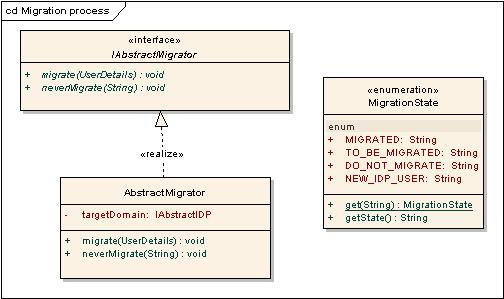 cd Migration process
«interface»
IAbstractMigrator
+ migrate(UserDetails) : void
+ neverMigrate(String) : void
«realize»
AbstractMigrator
- targetDomain: IAbstractIDP
+ migrate(UserDetails) : void
+ neverMigrate(String) : void
«enumeration»
MigrationState
enum
+ MIGRATED: String
+ TO_BE_MIGRATED: String
+ DO_NOT_MIGRATE: String
+ NEW_IDP_USER: String
+ get(String) : MigrationState
+ getState() : String